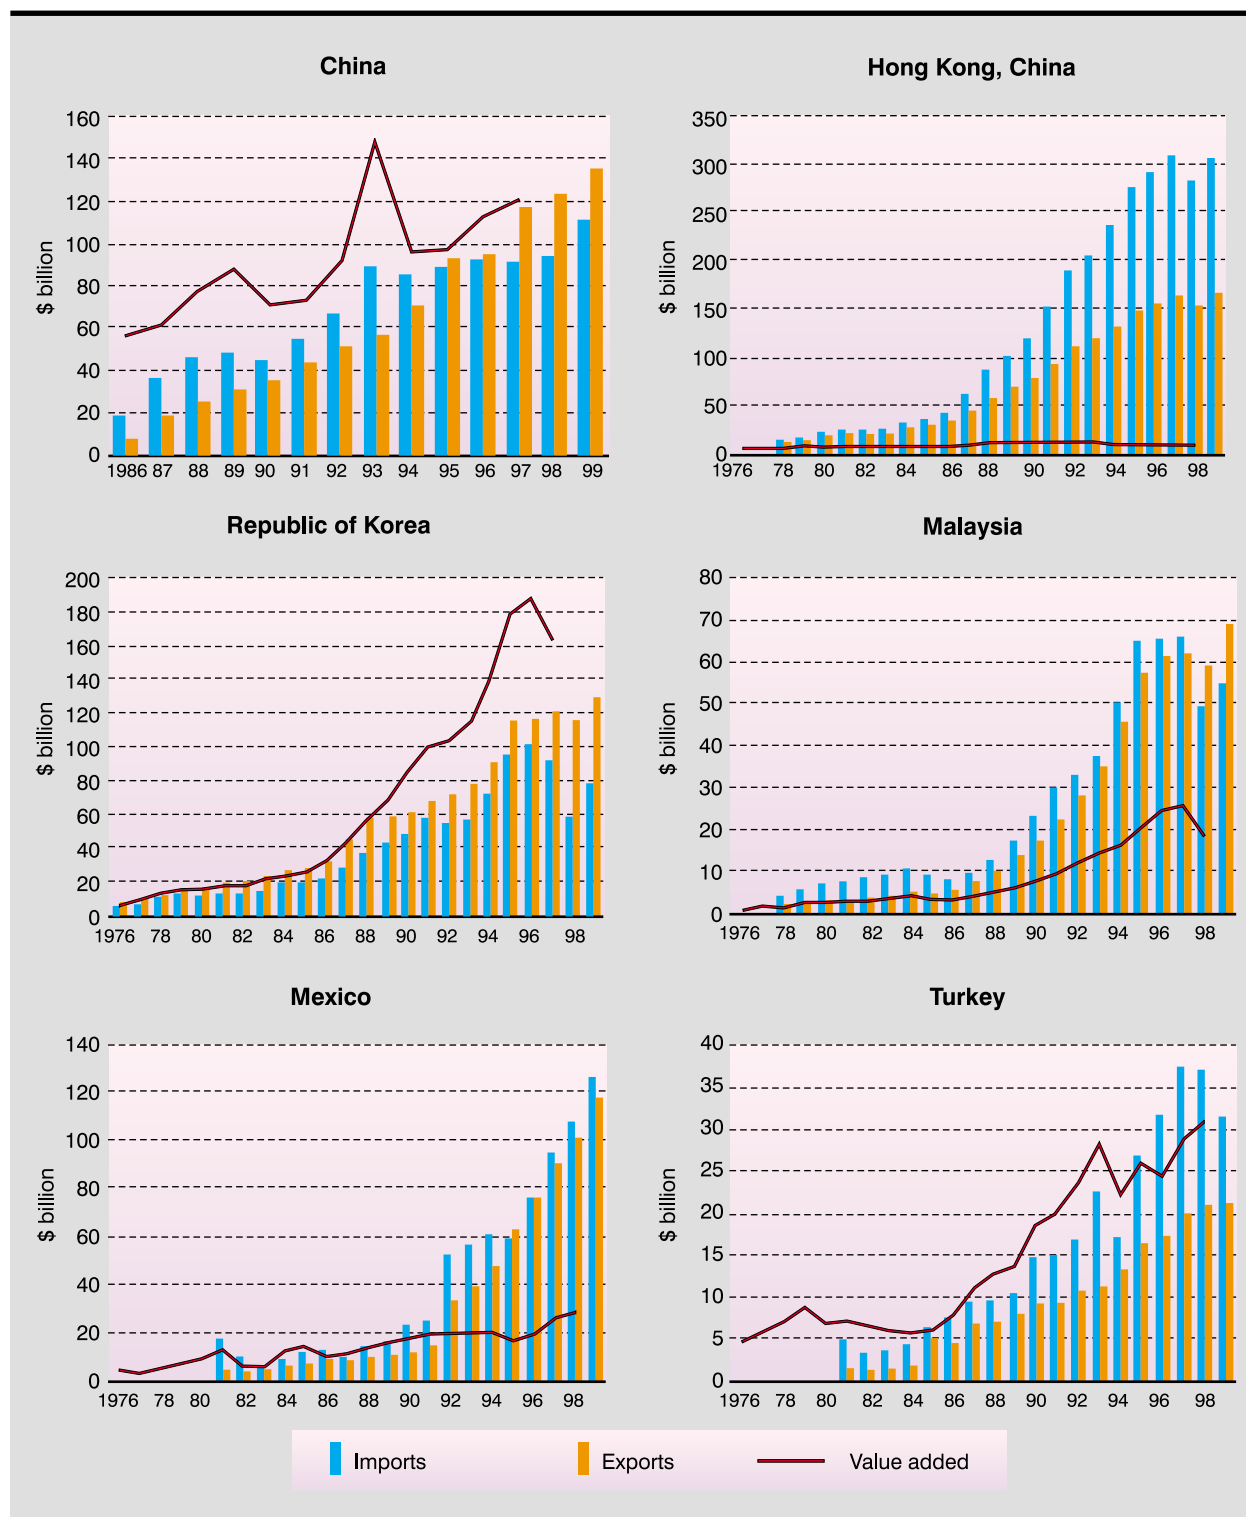 China
$ billion
160
140
120
100
80
60
40
20
0
1986 87 88 89 90 91 92 93 94 95 96 97 98 99
Hong Kong, China
$ billion
350
300
250
200
150
100
50
0
1976 78 80 82 84 86 88 90 92 94 96 98
Republic of Korea
$ billion
200
180
160
140
120
100
80
60
40
20
0
1976 78 80 82 84 86 88 90 92 94 96 98
Malaysia
$ billion
80
70
60
50
40
30
20
10
0
1976 78 80 82 84 86 88 90 92 94 96 98
Mexico
$ billion
140
120
100
80
60
40
20
0
1976 78 80 82 84 86 88 90 92 94 96 98
Turkey
$ billion
40
35
30
25
20
15
10
5
0
1976 78 80 82 84 86 88 90 92 94 96 98
Imports Exports Value added